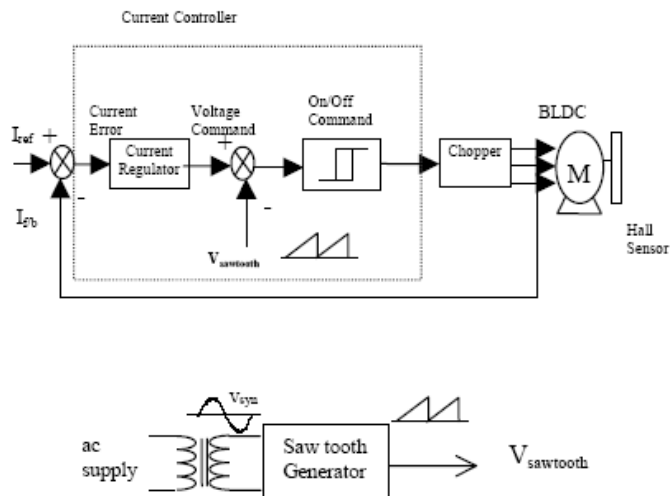 Current Controller
On/Off
Command
BLDC
Current
Error
Voltage
Command
Iref +
+
Current
Regulator
Chopper
M
-
-
If/b
Vsawtooth
Hall
Sensor
Vsyn
ac
supply
Saw tooth
Generator
Vsawtooth